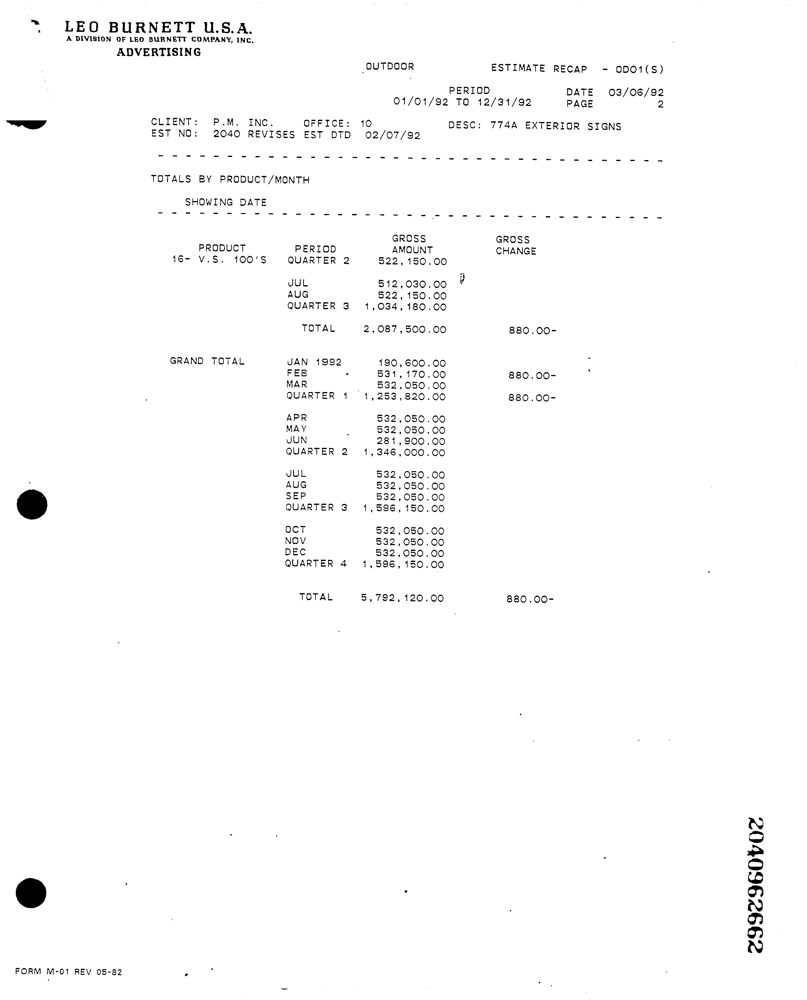 LEO BURNETT U.S.A.
A DIVISION OF LEO BURNETT COMPANY, INC.
ADVERTISING
OUTDOOR ESTIMATE RECAP - OD01(S)
PERIOD DATE 03/06/92
01/01/92 TO 12/31/92 PAGE 2
CLIENT: P.M. INC. OFFICE: 10 DESC: 774A EXTERIOR SIGNS
EST NO: 2040 REVISES EST DTD 02/07/92
- - - - - - - - - - - - - - - - - - - - - - - - - - - - - - - - - - - - - -
TOTALS BY PRODUCT/MONTH
SHOWING DATE
- - - - - - - - - - - - - - - - - - - - - - - - - - - - - - - - - - - - - -
GROSS GROSS
PRODUCT PERIOD AMOUNT CHANGE
16- V.S. 100'S QUARTER 2 522,150.00
JUL 512,030.00
AUG 522,150.00
QUARTER 3 1,034,180.00
TOTAL 2,087,500.00 880.00-
GRAND TOTAL JAN 1992 190,600.00
FEB 531,170.00 880.00-
MAR 532,050.00
QUARTER 1 1,253,820.00 880.00-
APR 532,050.00
MAY 532,050.00
JUN 281,900.00
QUARTER 2 1,346,000.00
JUL 532,050.00
AUG 532,050.00
SEP 532,050.00
QUARTER 3 1,596,150.00
OCT 532,050.00
NOV 532,050.00
DEC 532,050.00
QUARTER 4 1,596,150.00
TOTAL 5,792,120.00 880.00-
2040962662
FORM M-01 REV 05-82